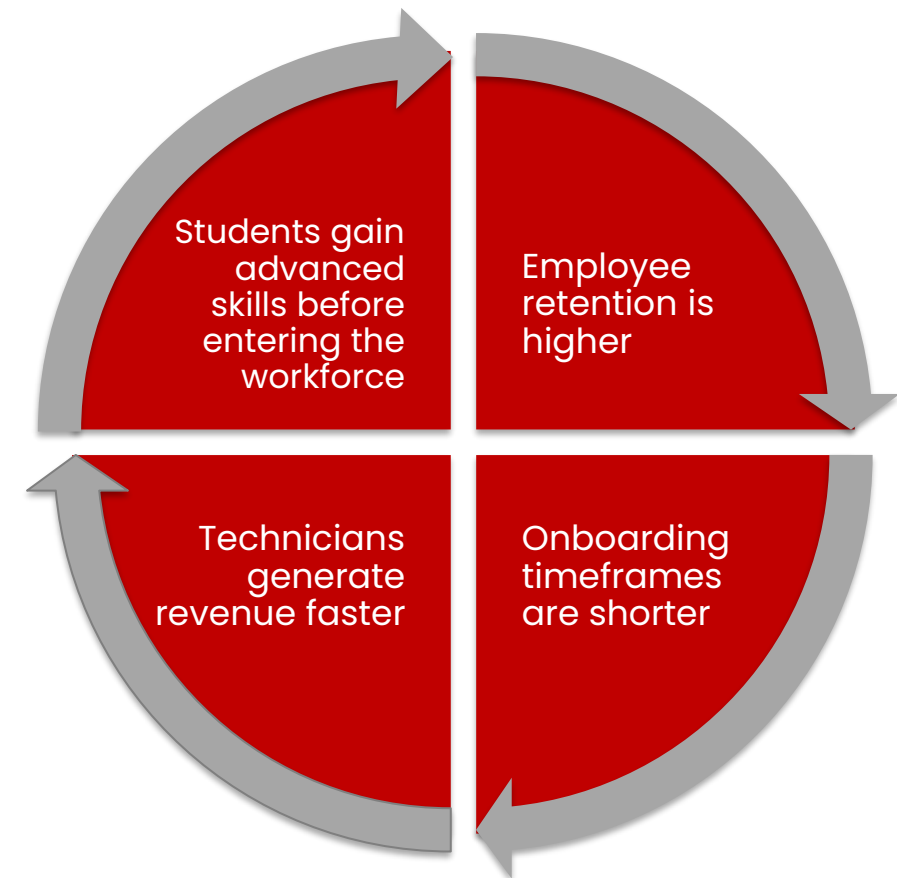 Students gain
advanced
skills before
entering the
workforce
Employee
retention is
higher
Technicians
generate
revenue faster
Onboarding
timeframes
are shorter